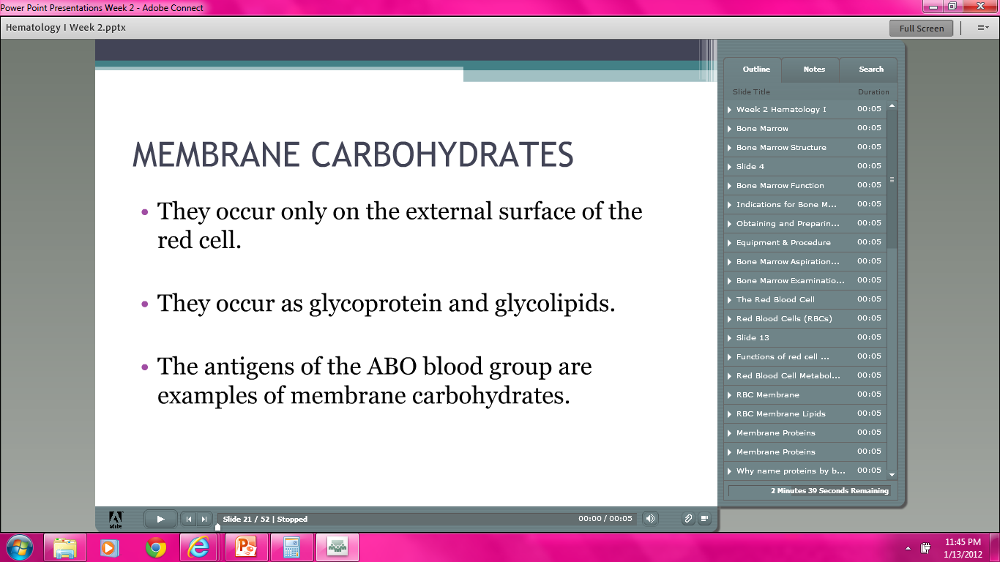 Power Point Presentations Week 2 - Adobe Connect
Hematology I Week 2.pptx
Full Screen
MEMBRANE CARBOHYDRATES
• They occur only on the external surface of the
red cell.
• They occur as glycoprotein and glycolipids.
• The antigens of the ABO blood group are
examples of membrane carbohydrates.
Outline Notes Search
Slide Title Duration
Week 2 Hematology I 00:05
Bone Marrow 00:05
Bone Marrow Structure 00:05
Slide 4 00:05
Bone Marrow Function 00:05
Indications for Bone M... 00:05
Obtaining and Preparin... 00:05
Equipment & Procedure 00:05
Bone Marrow Aspiration... 00:05
Bone Marrow Examinatio... 00:05
The Red Blood Cell 00:05
Red Blood Cells (RBCs) 00:05
Slide 13 00:05
Functions of red cell ... 00:05
Red Blood Cell Metabol... 00:05
RBC Membrane 00:05
RBC Membrane Lipids 00:05
Membrane Proteins 00:05
Membrane Proteins 00:05
Why name proteins by b... 00:05
2 Minutes 39 Seconds Remaining
Adobe
Slide 21 / 52 | Stopped 00:00 / 00:05
11:45 PM
1/13/2012